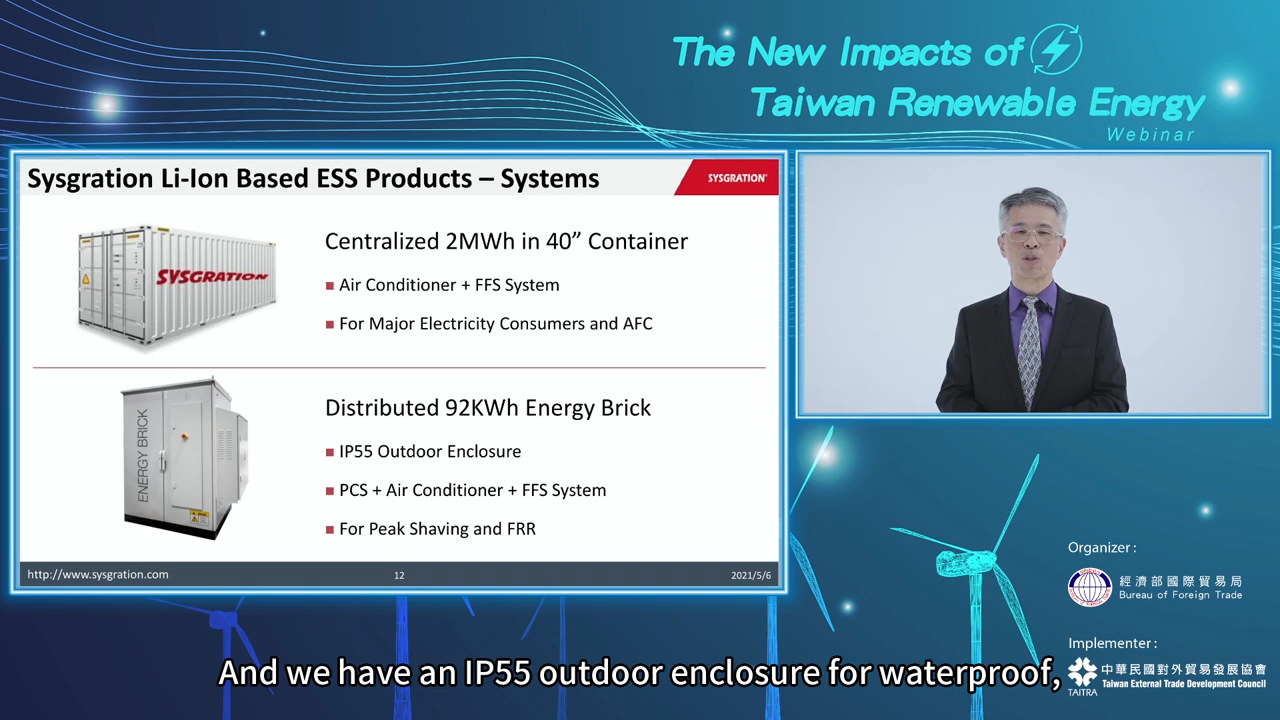 The New Impacts of
Taiwan Renewable Energy
Webinar
Sysgration Li-Ion Based ESS Products – Systems
SYSGRATION
SYSGRATION
Centralized 2MWh in 40” Container
■ Air Conditioner + FFS System
■ For Major Electricity Consumers and AFC
ENERGY BRICK
Distributed 92KWh Energy Brick
■ IP55 Outdoor Enclosure
■ PCS + Air Conditioner + FFS System
■ For Peak Shaving and FRR
http://www.sysgration.com
12
2021/5/6
Organizer :
經濟部國際貿易局
Bureau of Foreign Trade
Implementer :
TAITRA
中華民國對外貿易發展協會
Taiwan External Trade Development Council
And we have an IP55 outdoor enclosure for waterproof,